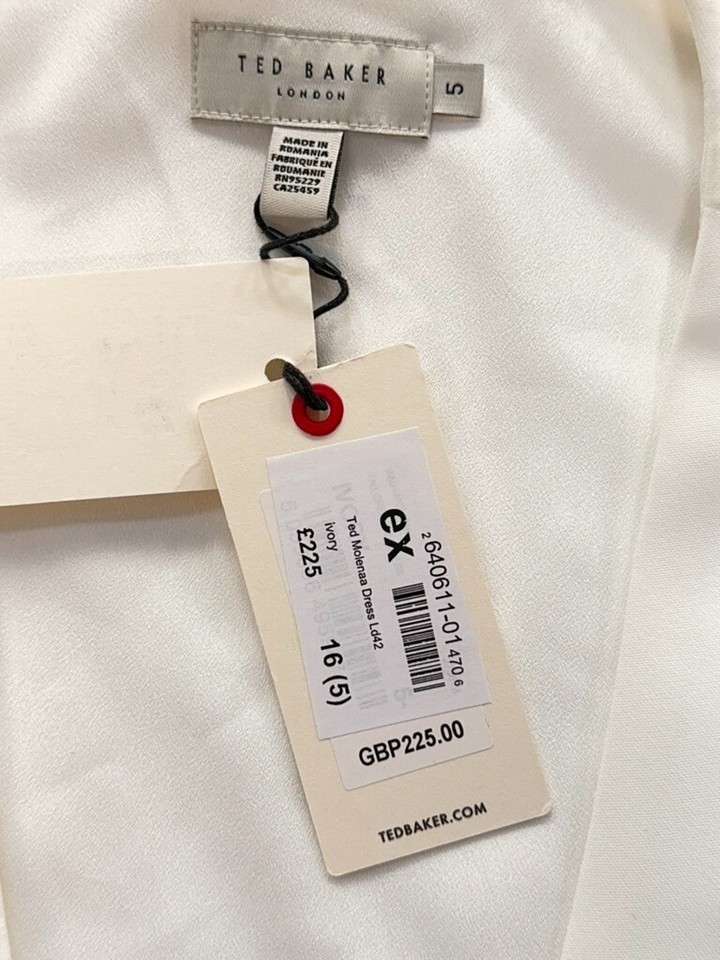 TED BAKER
LONDON
5
MADE IN
ROMANIA
FABRIQUÉ EN
ROUMANIE
RN95229
CA25459
ex
2 640611-01 470 6
Ted Molenaa Dress Ld42
ivory
£225
16 (5)
GBP225.00
TEDBAKER.COM